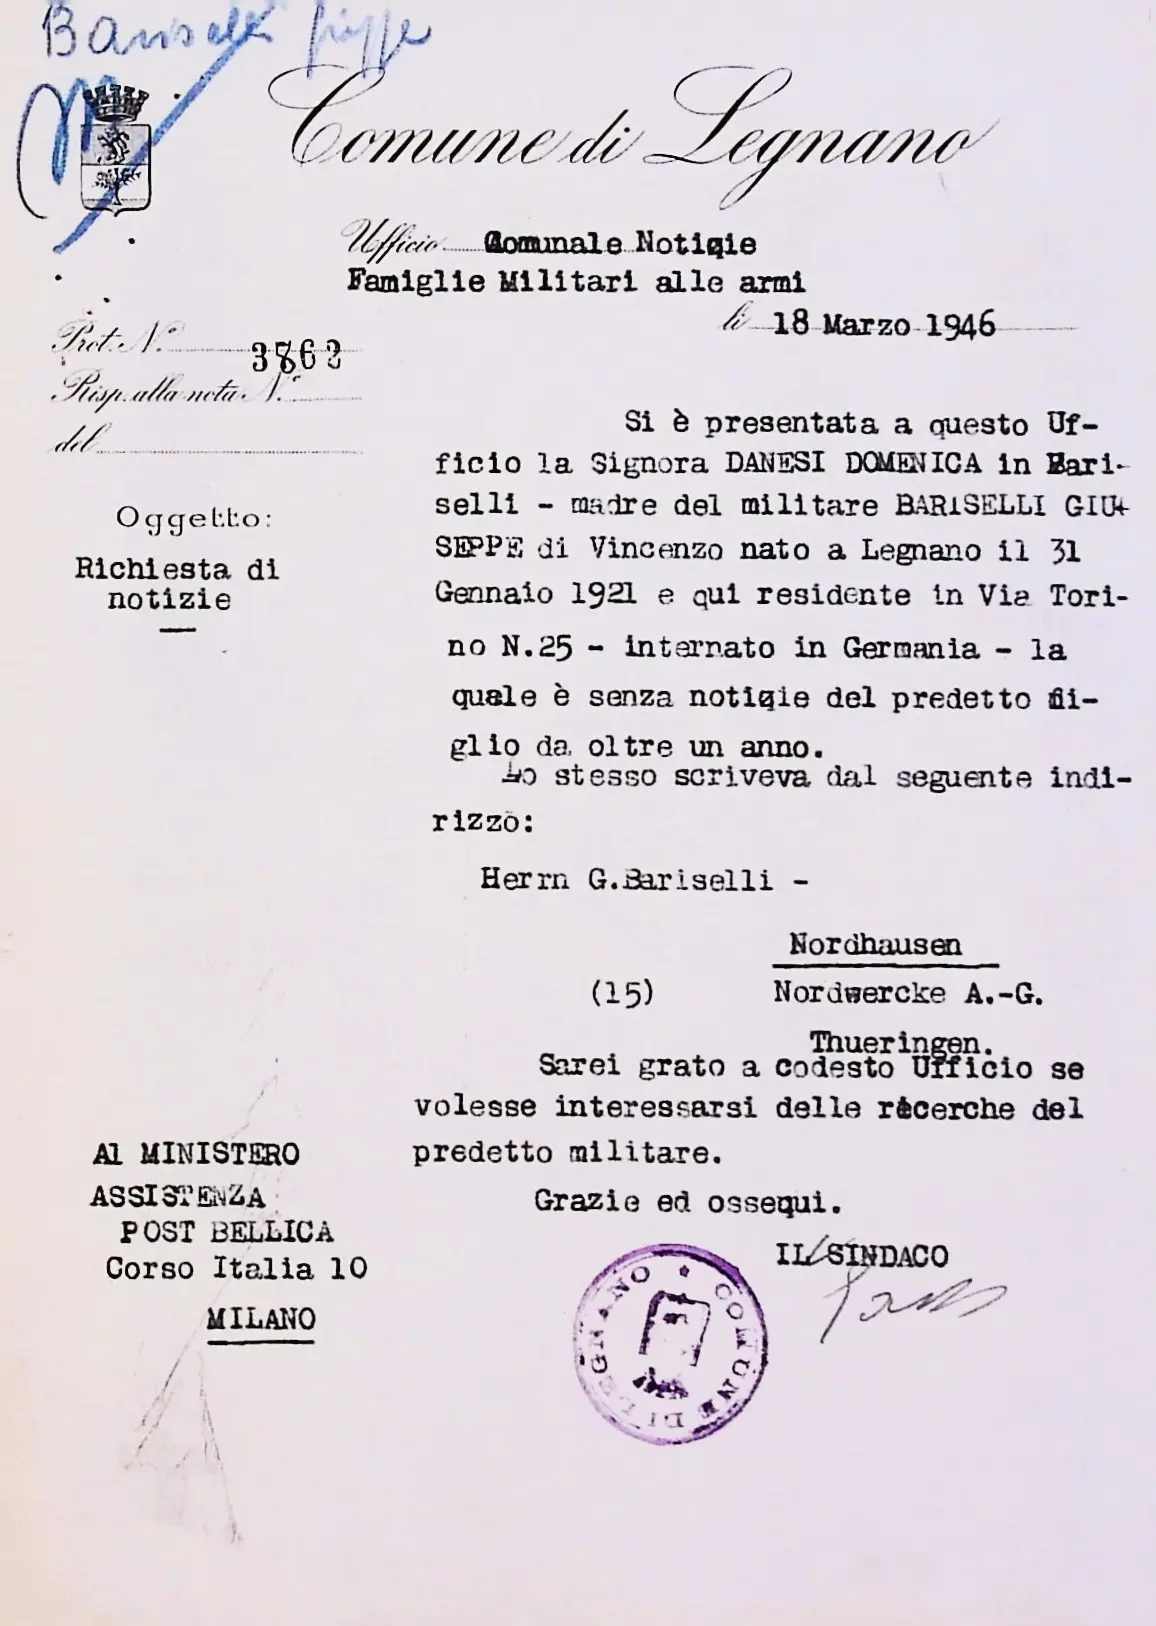 Bariselli Giuseppe
Comune di Legnano
Ufficio Comunale Notiqie
Famiglie Militari alle armi
li 18 Marzo 1946
Prot. N.º 3863
Risp. alla nota N.º
del
Oggetto:
Richiesta di
notizie
Si è presentata a questo Uf-
ficio la Signora DANESI DOMENICA in Bari-
selli - madre del militare BARISELLI GIU-
SEPPE di Vincenzo nato a Legnano il 31
Gennaio 1921 e qui residente in Via Tori-
no N.25 - internato in Germania - la
quale è senza notiqie del predetto fi-
glio da oltre un anno.
Lo stesso scriveva dal seguente indi-
rizzo:
Herrn G.Bariselli -
Nordhausen
(15) Nordwercke A.-G.
Thueringen.
Sarei grato a codesto Ufficio se
volesse interessarsi delle ricerche del
predetto militare.
Grazie ed ossequi.
IL SINDACO
Al MINISTERO
ASSISTENZA
POST BELLICA
Corso Italia 10
MILANO
COMUNE DI LEGNANO